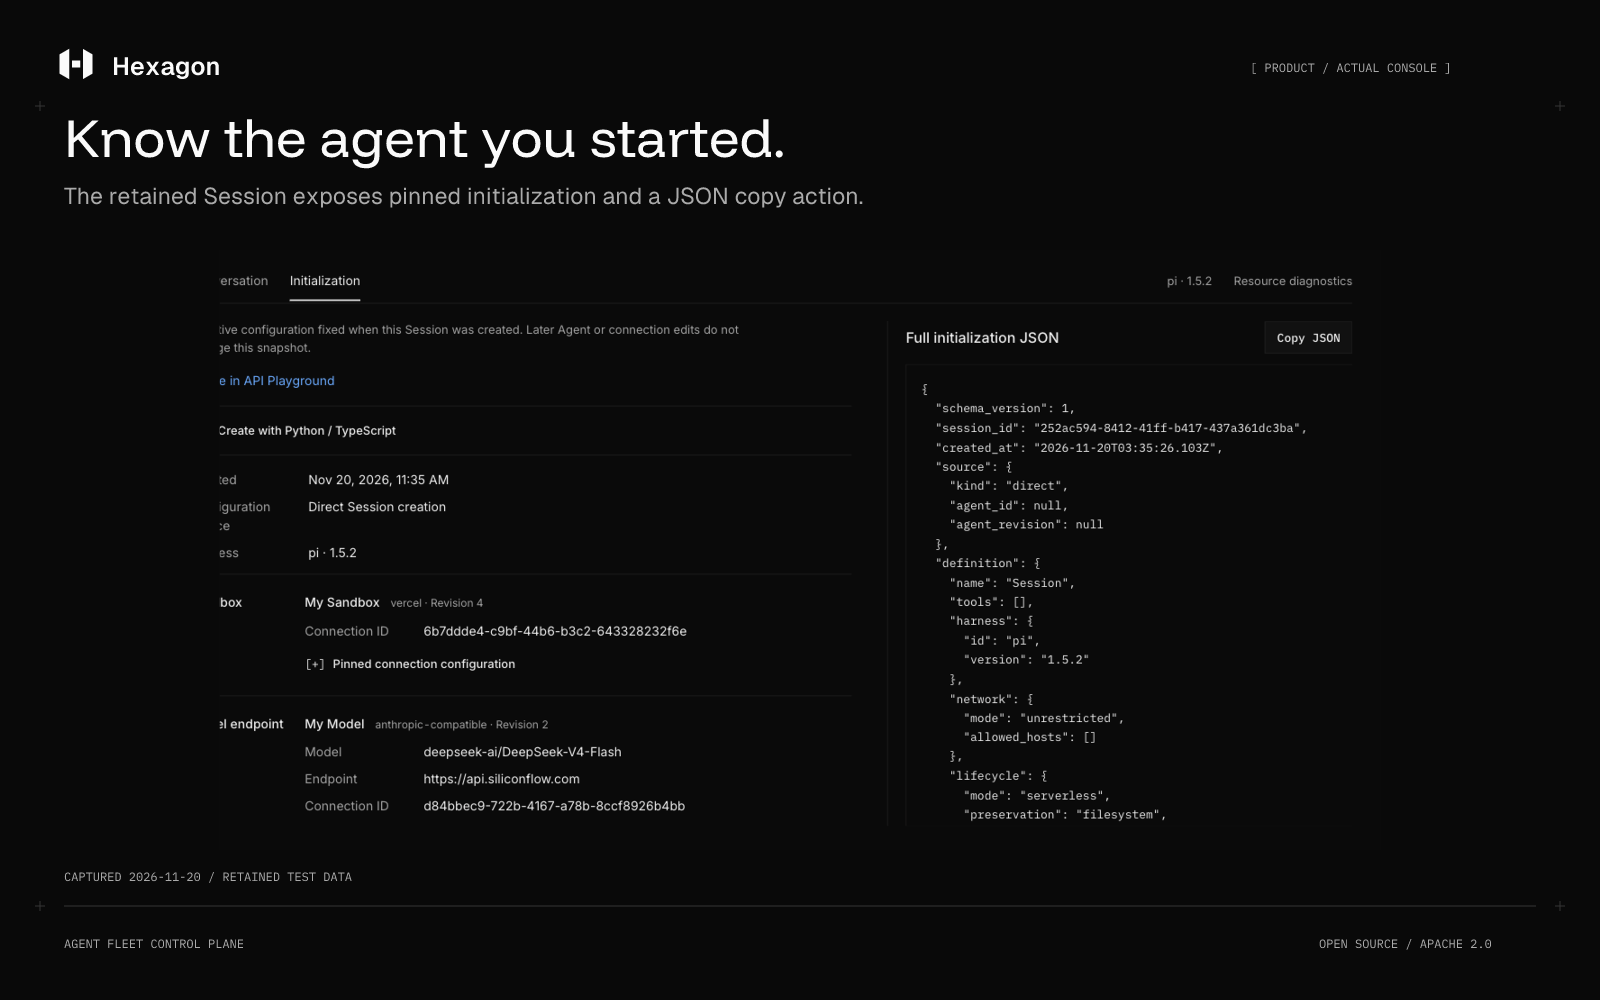 Hexagon
[ PRODUCT / ACTUAL CONSOLE ]
Know the agent you started.
The retained Session exposes pinned initialization and a JSON copy action.
ersation Initialization
pi · 1.5.2 Resource diagnostics
tive configuration fixed when this Session was created. Later Agent or connection edits do not
ge this snapshot.
e in API Playground
Create with Python / TypeScript
ted Nov 20, 2026, 11:35 AM
iguration Direct Session creation
ce
ess pi · 1.5.2
box My Sandbox vercel · Revision 4
Connection ID 6b7ddde4-c9bf-44b6-b3c2-643328232f6e
[+] Pinned connection configuration
el endpoint My Model anthropic-compatible · Revision 2
Model deepseek-ai/DeepSeek-V4-Flash
Endpoint https://api.siliconflow.com
Connection ID d84bbec9-722b-4167-a78b-8ccf8926b4bb
Full initialization JSON
Copy JSON
{
"schema_version": 1,
"session_id": "252ac594-8412-41ff-b417-437a361dc3ba",
"created_at": "2026-11-20T03:35:26.103Z",
"source": {
"kind": "direct",
"agent_id": null,
"agent_revision": null
},
"definition": {
"name": "Session",
"tools": [],
"harness": {
"id": "pi",
"version": "1.5.2"
},
"network": {
"mode": "unrestricted",
"allowed_hosts": []
},
"lifecycle": {
"mode": "serverless",
"preservation": "filesystem",
CAPTURED 2026-11-20 / RETAINED TEST DATA
AGENT FLEET CONTROL PLANE
OPEN SOURCE / APACHE 2.0